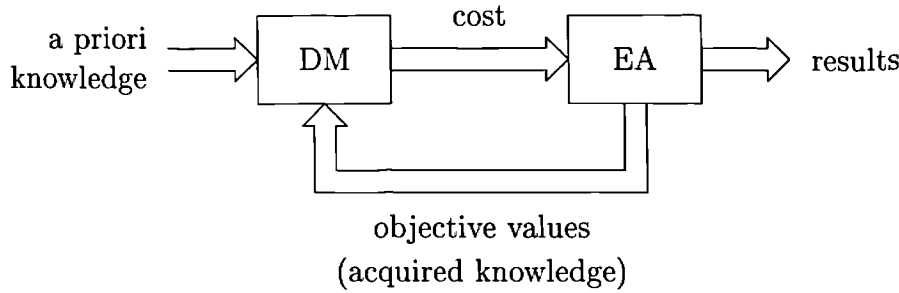 cost
a priori
knowledge
DM
EA
results
objective values
(acquired knowledge)